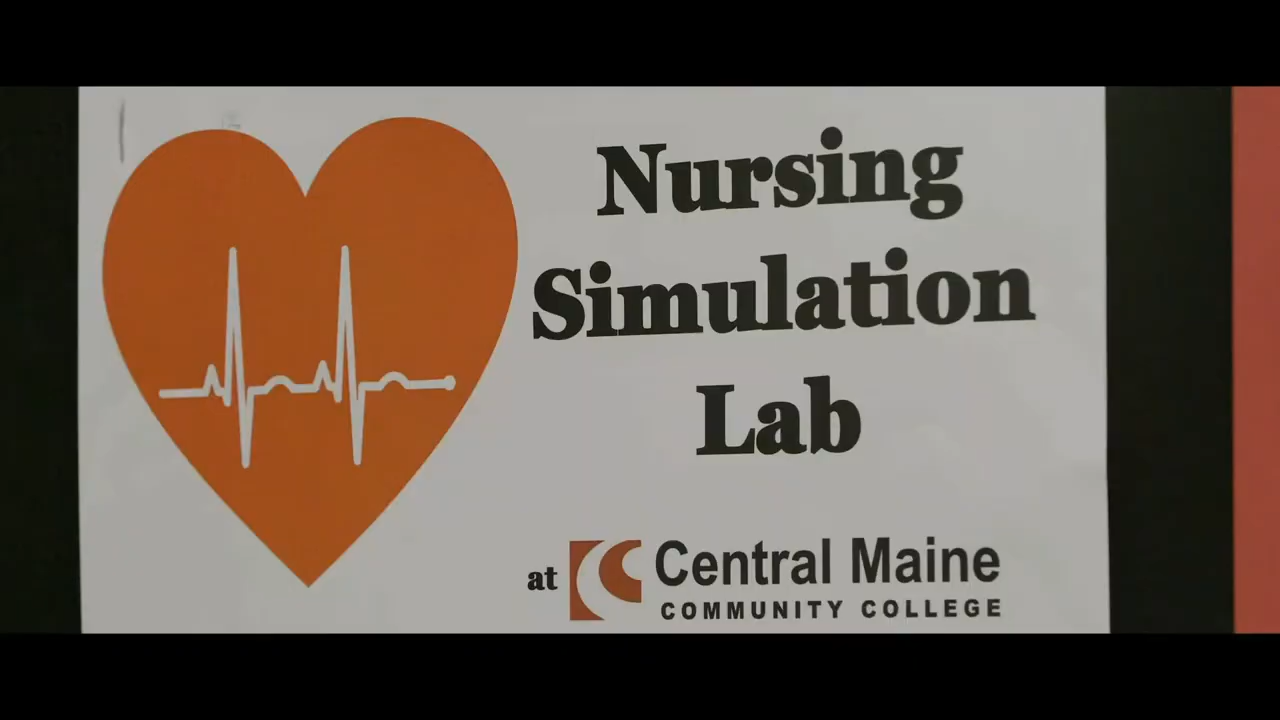 Nursing
Simulation
Lab
at Central Maine
COMMUNITY COLLEGE